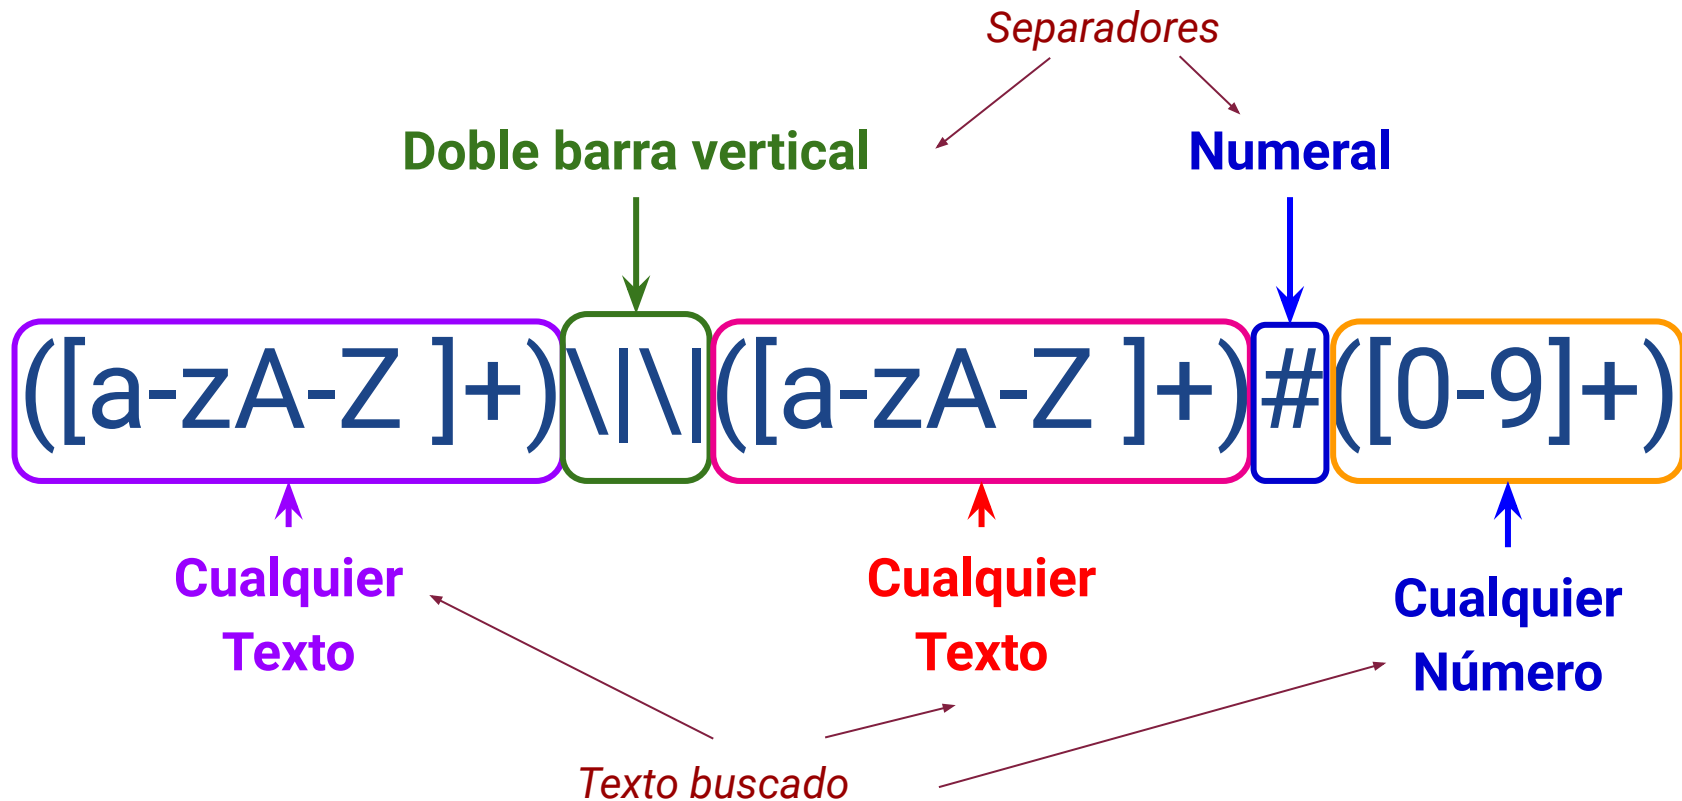 Separadores
Doble barra vertical
Numeral
([a-zA-Z ]+)\|\|([a-zA-Z ]+)#([0-9]+)
Cualquier
Texto
Cualquier
Texto
Cualquier
Número
Texto buscado